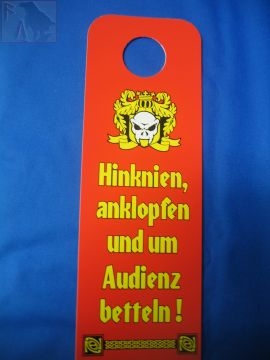 Hinknien,
anklopfen
und um
Audienz
betteln!